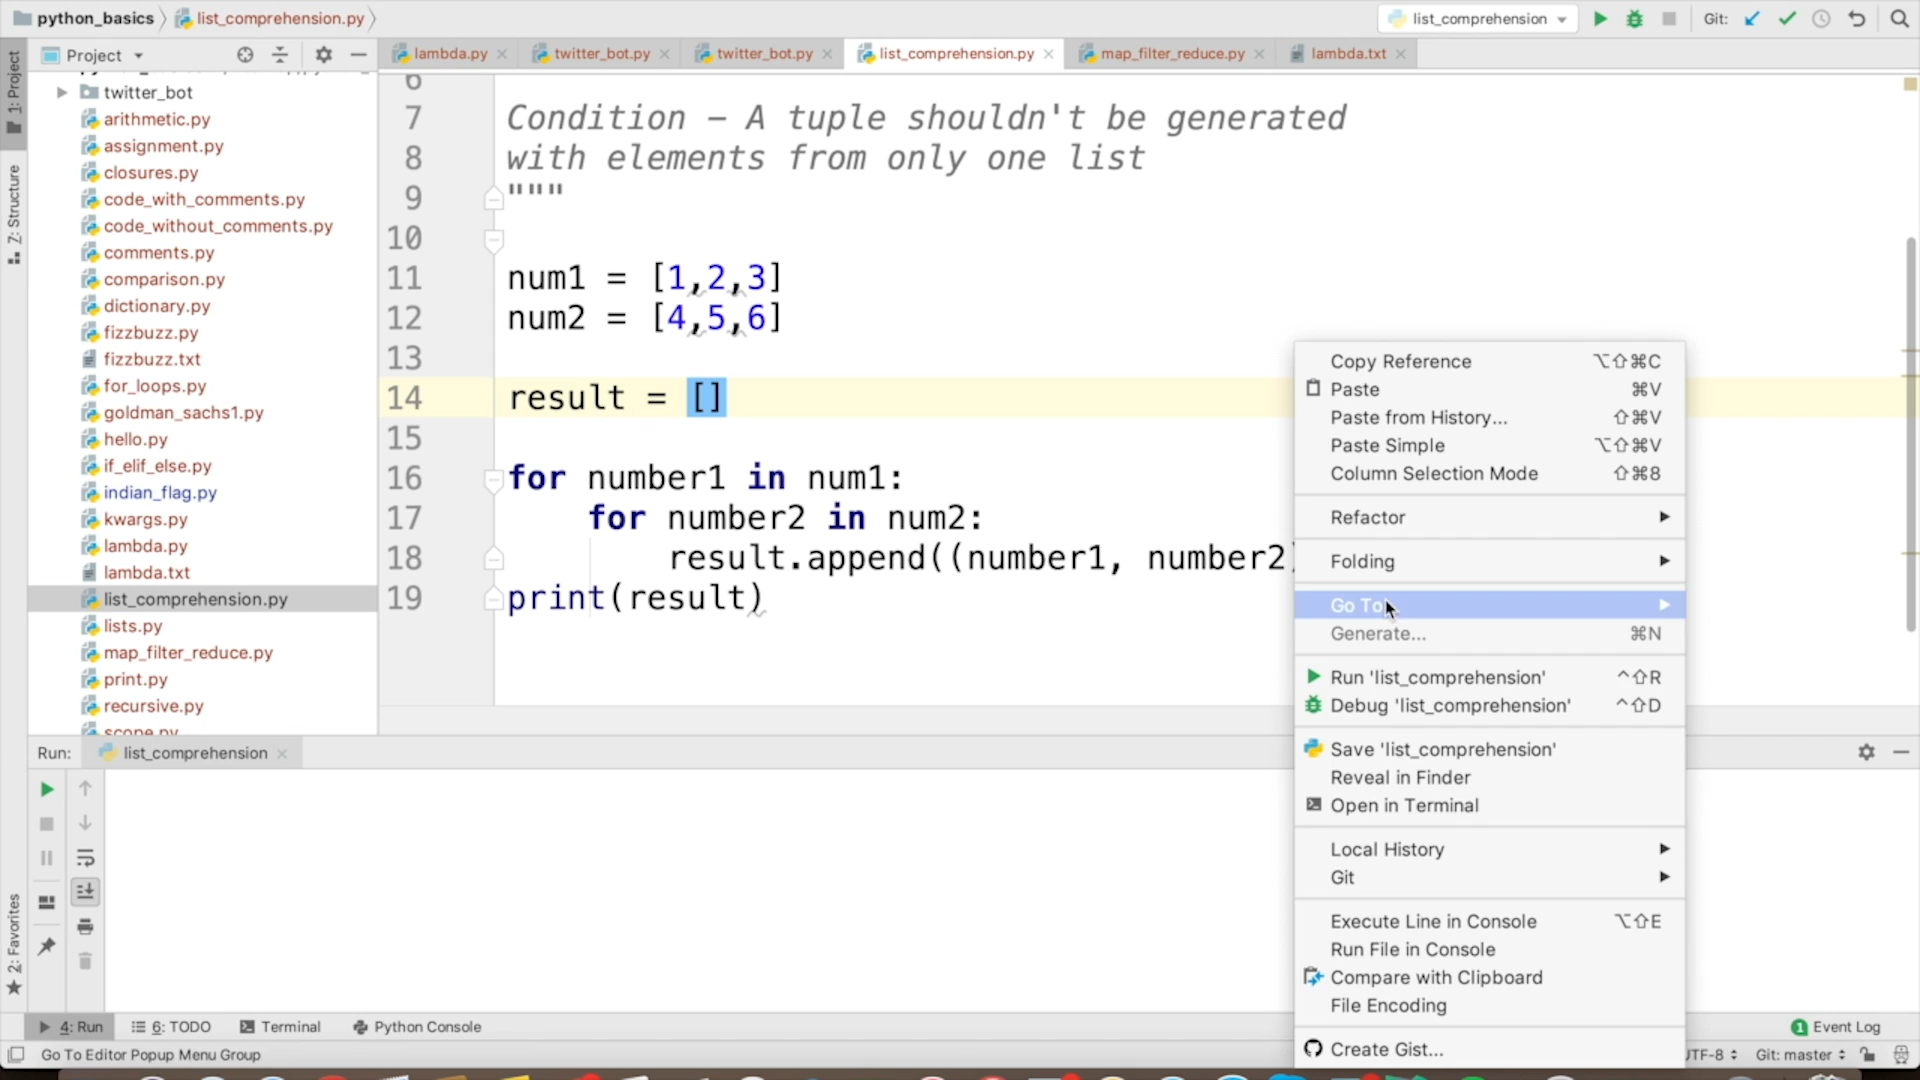 python_basics
list_comprehension.py
list_comprehension
Git:
1: Project
Z: Structure
2: Favorites
Project
lambda.py
twitter_bot.py
twitter_bot.py
list_comprehension.py
map_filter_reduce.py
lambda.txt
twitter_bot
arithmetic.py
assignment.py
closures.py
code_with_comments.py
code_without_comments.py
comments.py
comparison.py
dictionary.py
fizzbuzz.py
fizzbuzz.txt
for_loops.py
goldman_sachs1.py
hello.py
if_elif_else.py
indian_flag.py
kwargs.py
lambda.py
lambda.txt
list_comprehension.py
lists.py
map_filter_reduce.py
print.py
recursive.py
scope.py
6
7 Condition – A tuple shouldn't be generated
8 with elements from only one list
9 """
10
11 num1 = [1,2,3]
12 num2 = [4,5,6]
13
14 result = []
15
16 for number1 in num1:
17 for number2 in num2:
18 result.append((number1, number2)
19 print(result)
Copy Reference ⌥⇧⌘C
Paste ⌘V
Paste from History... ⇧⌘V
Paste Simple ⌥⇧⌘V
Column Selection Mode ⇧⌘8
Refactor
Folding
Go To
Generate... ⌘N
Run 'list_comprehension' ^⇧R
Debug 'list_comprehension' ^⇧D
Save 'list_comprehension'
Reveal in Finder
Open in Terminal
Local History
Git
Execute Line in Console ⌥⇧E
Run File in Console
Compare with Clipboard
File Encoding
Create Gist...
Run: list_comprehension
4: Run
6: TODO
Terminal
Python Console
1 Event Log
Go To Editor Popup Menu Group
UTF-8
Git: master